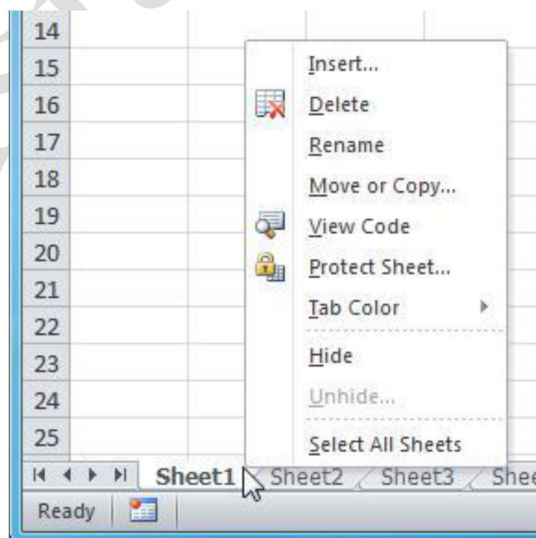 14
15
16
17
18
19
20
21
22
23
24
25
Insert...
Delete
Rename
Move or Copy...
View Code
Protect Sheet...
Tab Color
Hide
Unhide...
Select All Sheets
Sheet1 Sheet2 Sheet3 Shee
Ready